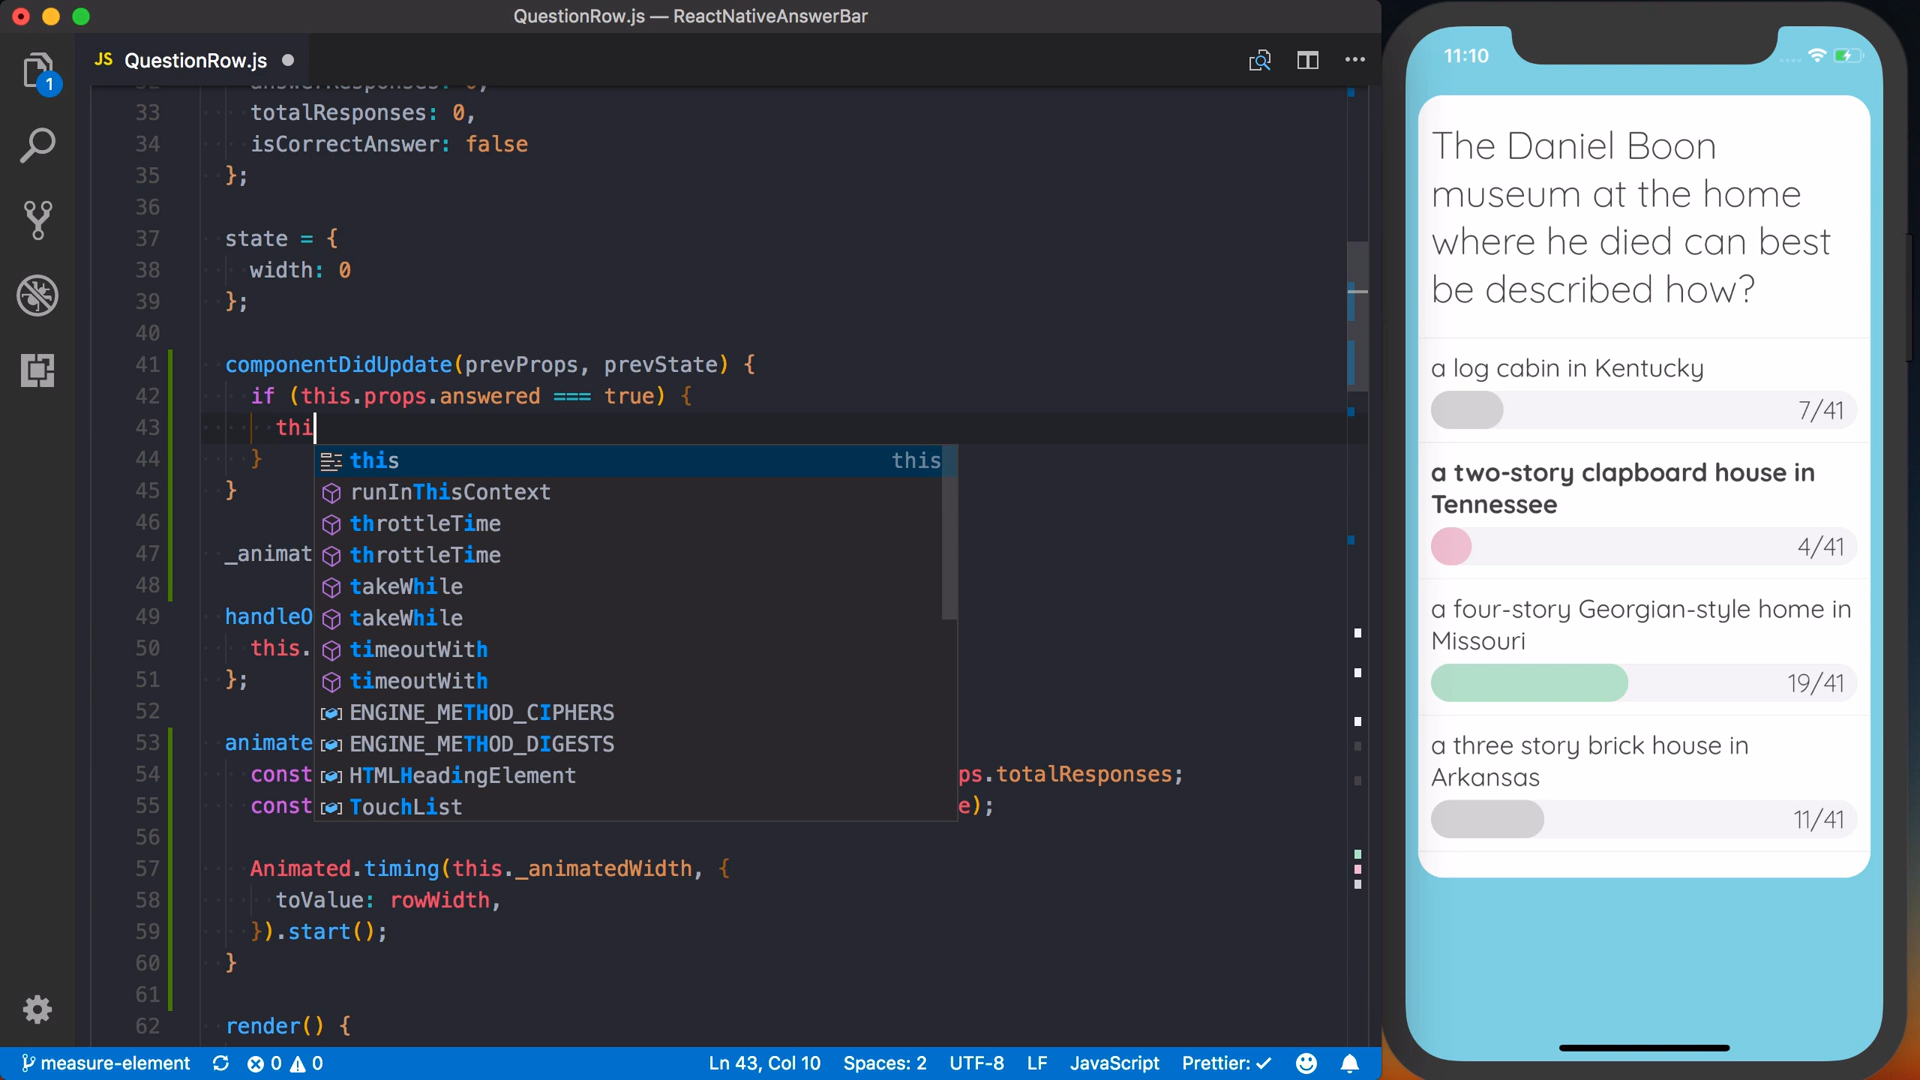 QuestionRow.js — ReactNativeAnswerBar
JS QuestionRow.js
1
33 totalResponses: 0,
34 isCorrectAnswer: false
35 };
36
37 state = {
38 width: 0
39 };
40
41 componentDidUpdate(prevProps, prevState) {
42 if (this.props.answered === true) {
43 thi
44 }
45 }
46
47 _animat
48
49 handleO
50 this.
51 };
52
53 animate
54 const ps.totalResponses;
55 const e);
56
57 Animated.timing(this._animatedWidth, {
58 toValue: rowWidth,
59 }).start();
60 }
61
62 render() {
this this
runInThisContext
throttleTime
throttleTime
takeWhile
takeWhile
timeoutWith
timeoutWith
ENGINE_METHOD_CIPHERS
ENGINE_METHOD_DIGESTS
HTMLHeadingElement
TouchList
measure-element 0 0 Ln 43, Col 10 Spaces: 2 UTF-8 LF JavaScript Prettier: ✓
11:10
The Daniel Boon
museum at the home
where he died can best
be described how?
a log cabin in Kentucky
7/41
a two-story clapboard house in
Tennessee
4/41
a four-story Georgian-style home in
Missouri
19/41
a three story brick house in
Arkansas
11/41